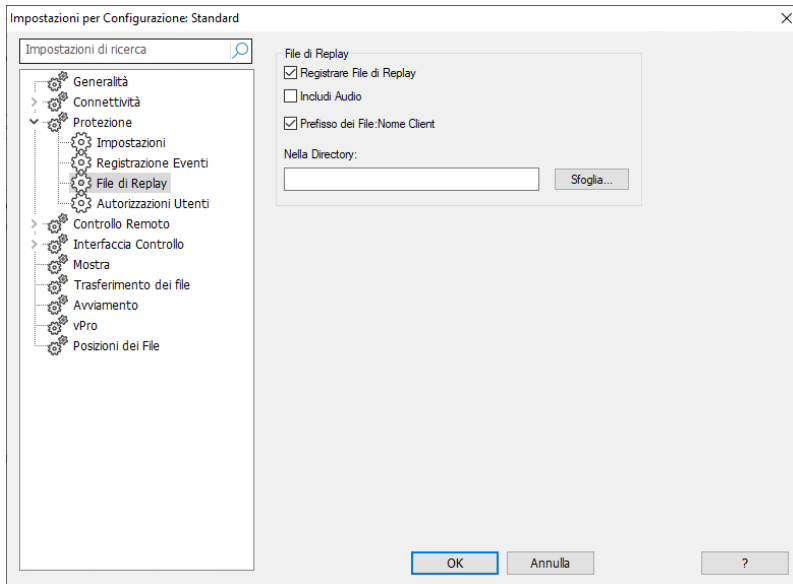 Impostazioni per Configurazione: Standard
Impostazioni di ricerca
Generalità
Connettività
Protezione
Impostazioni
Registrazione Eventi
File di Replay
Autorizzazioni Utenti
Controllo Remoto
Interfaccia Controllo
Mostra
Trasferimento dei file
Avviamento
vPro
Posizioni dei File
File di Replay
Registrare File di Replay
Includi Audio
Prefisso dei File:Nome Client
Nella Directory:
Sfoglia...
OK
Annulla
?